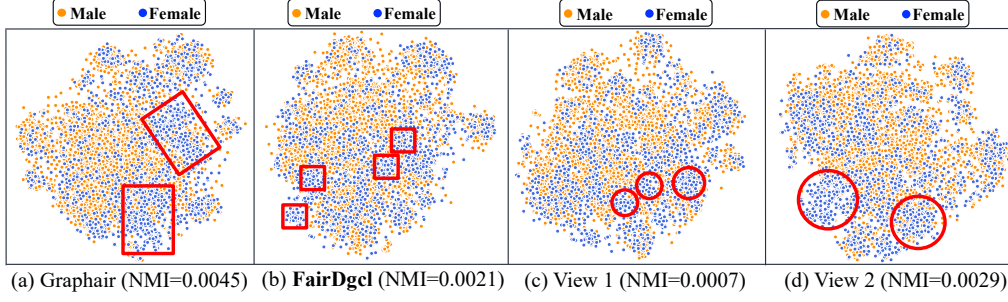 Male Female
Male Female
Male Female
Male Female
(a) Graphair (NMI=0.0045)
(b) FairDgcl (NMI=0.0021)
(c) View 1 (NMI=0.0007)
(d) View 2 (NMI=0.0029)